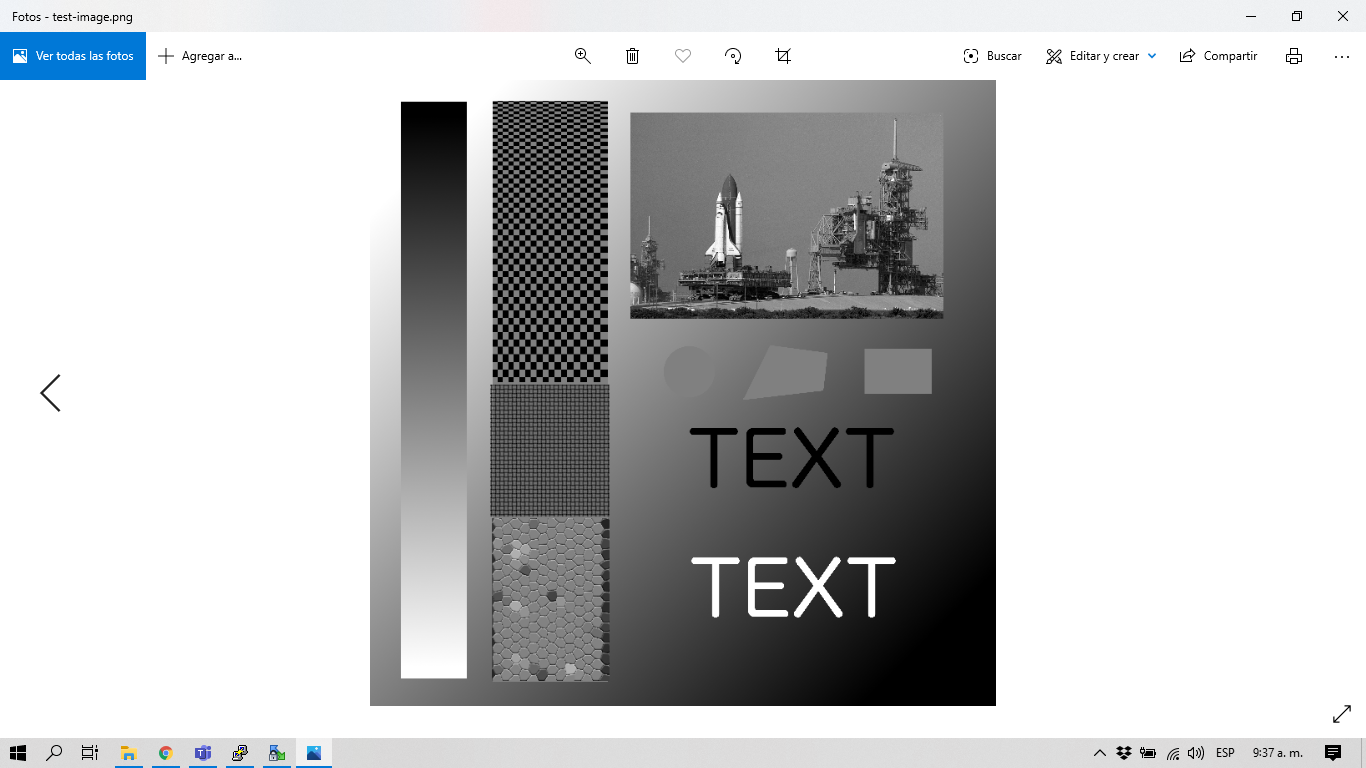 Fotos - test-image.png
Ver todas las fotos
Agregar a...
Buscar
Editar y crear
Compartir
TEXT
TEXT
ESP
9:37 a. m.